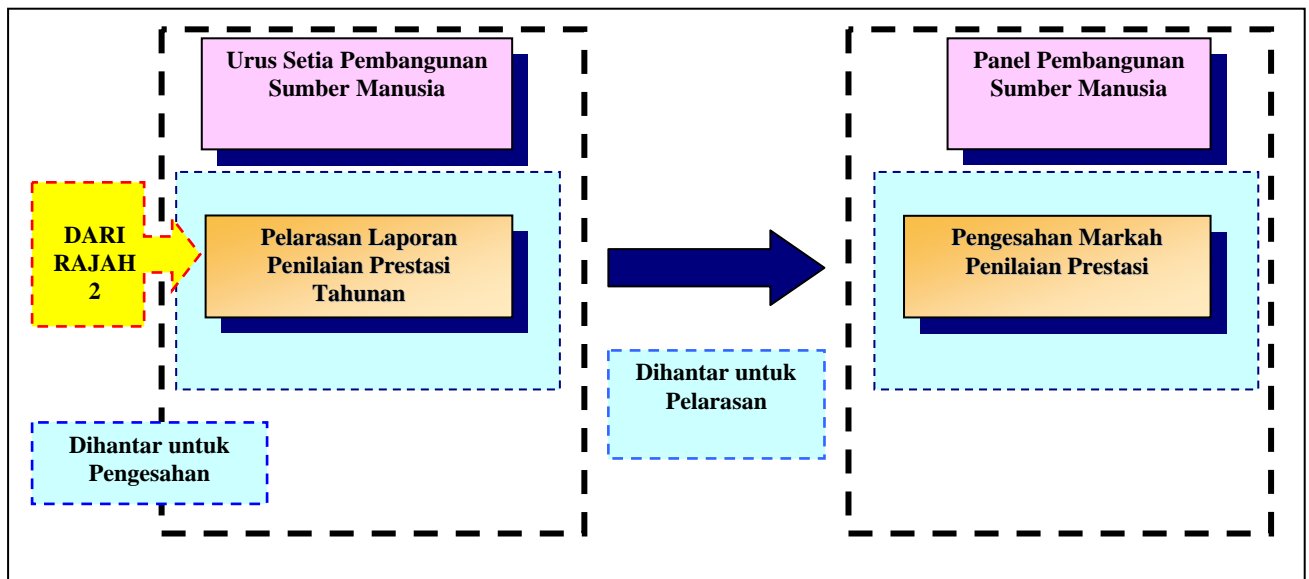 Urus Setia Pembangunan
Sumber Manusia
Panel Pembangunan
Sumber Manusia
DARI
RAJAH
2
Pelarasan Laporan
Penilaian Prestasi
Tahunan
Pengesahan Markah
Penilaian Prestasi
Dihantar untuk
Pelarasan
Dihantar untuk
Pengesahan